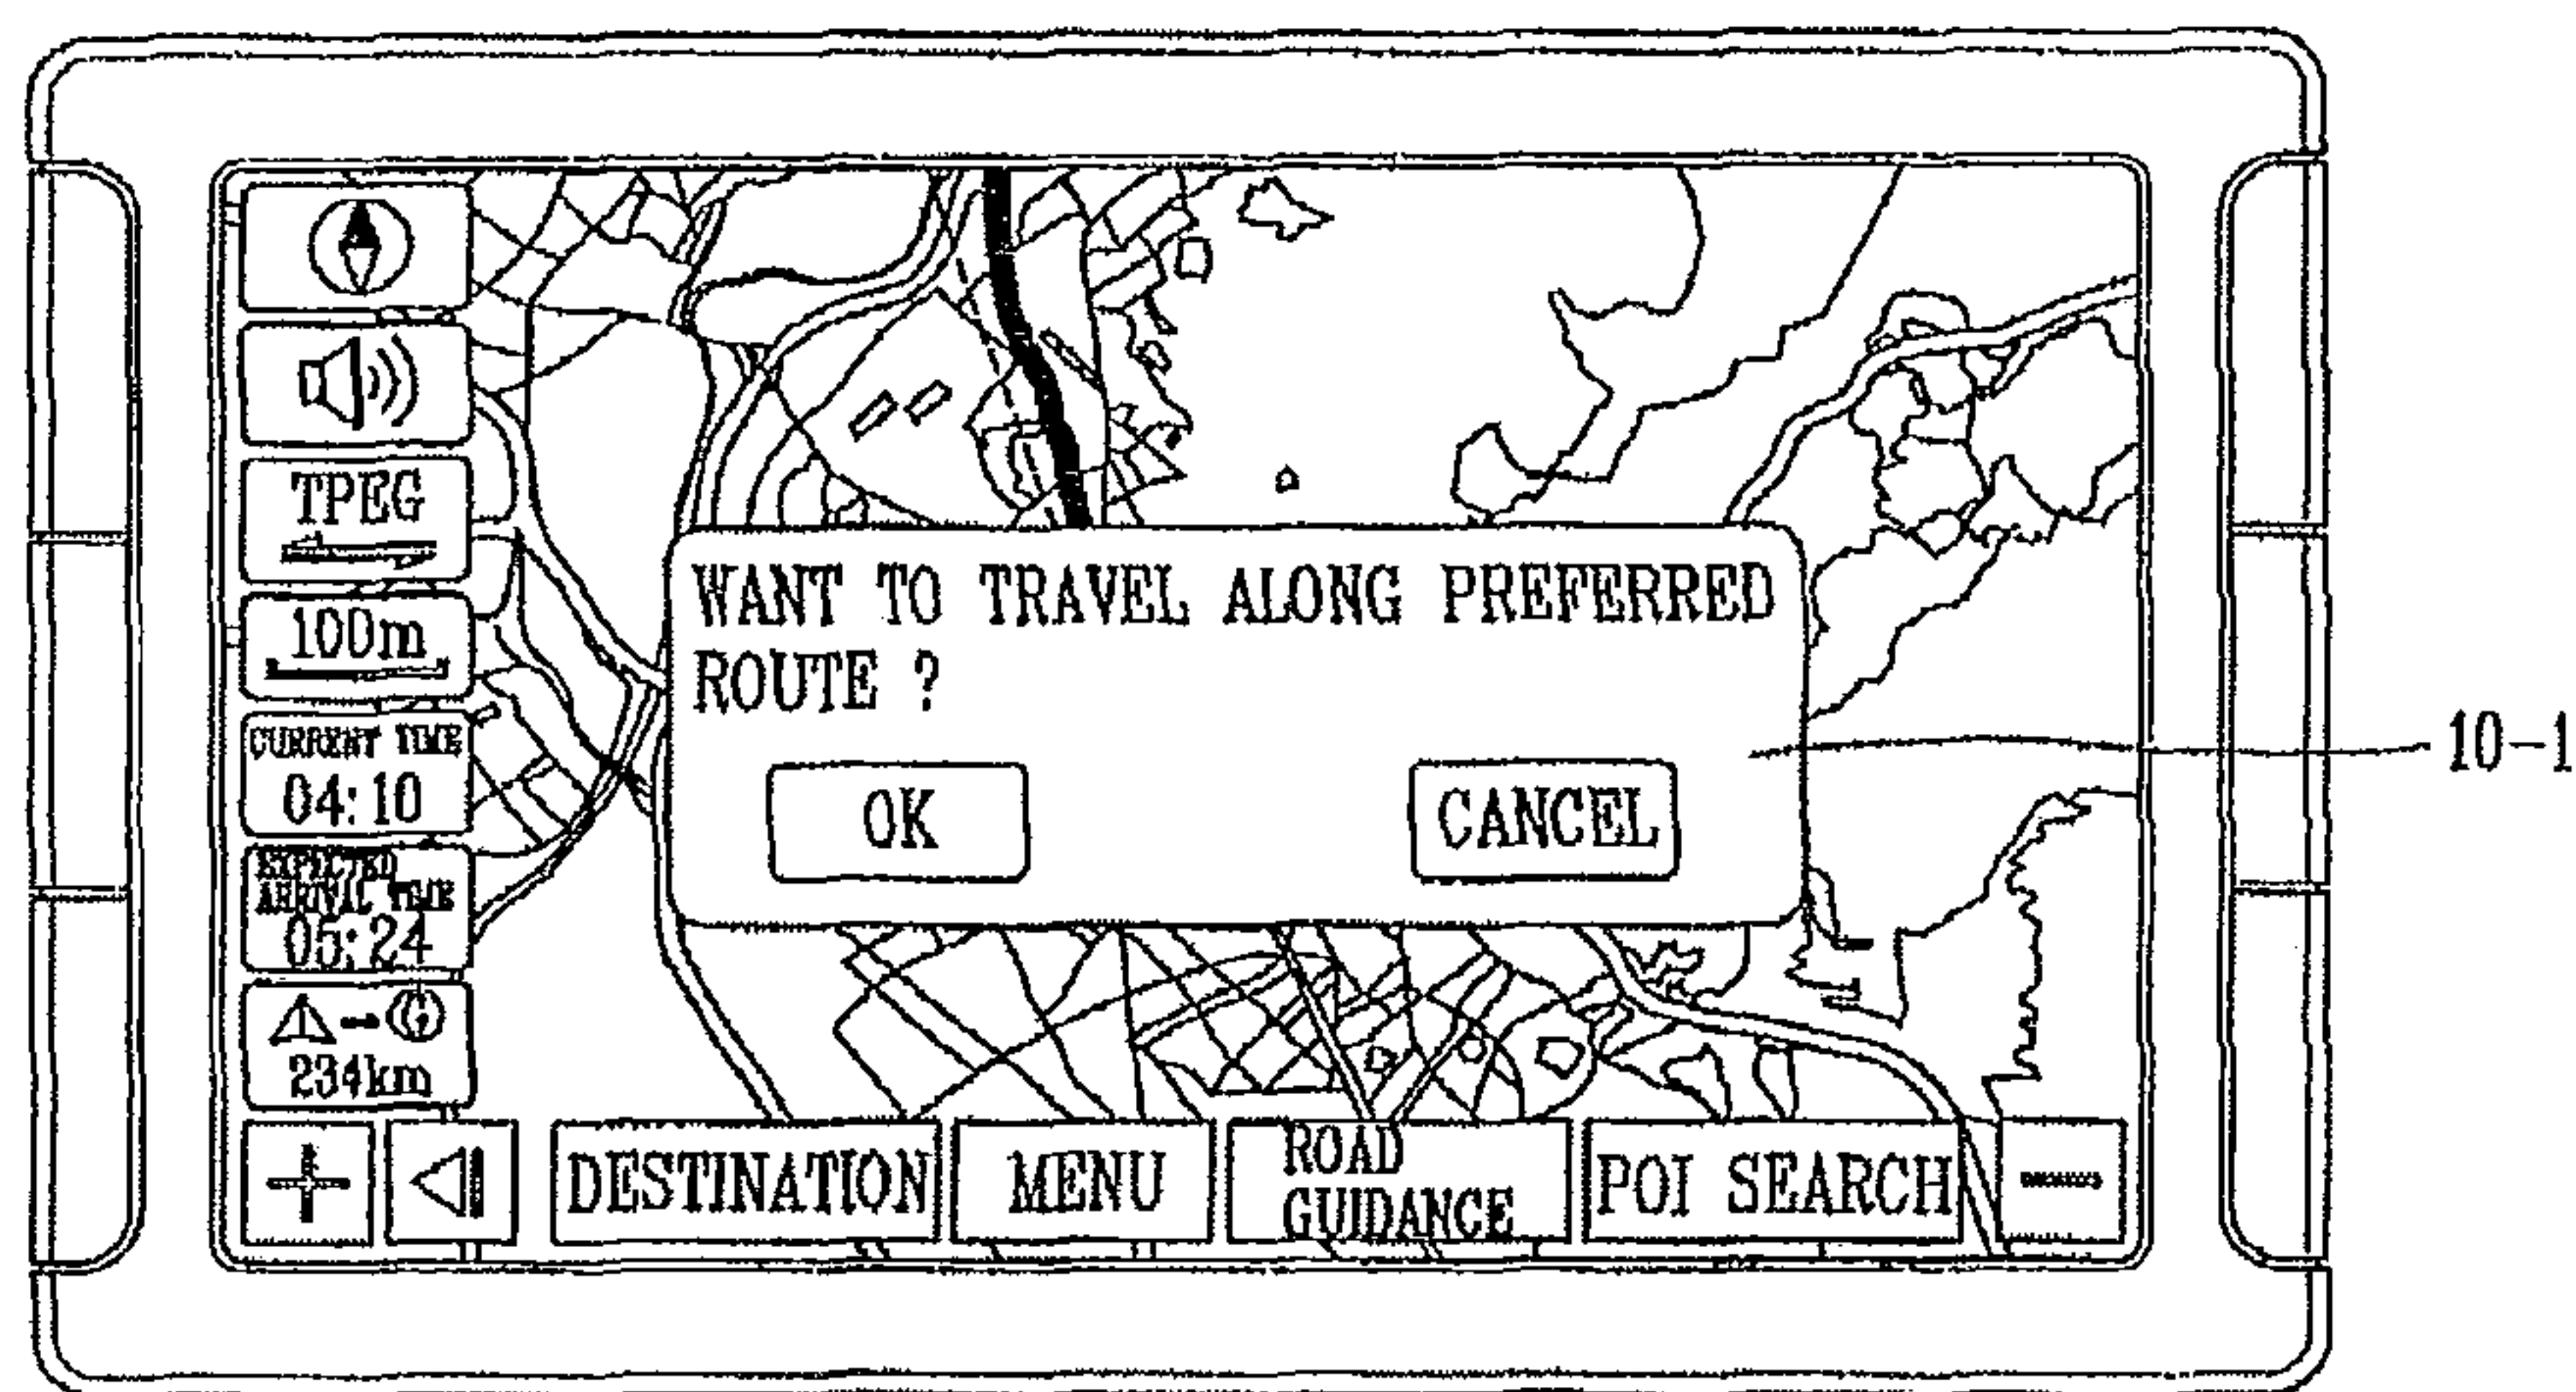 TPEG
100m
CURRENT TIME
04:10
EXPECTED
ARRIVAL TIME
05:24
234km
WANT TO TRAVEL ALONG PREFERRED
ROUTE ?
OK CANCEL
10-1
DESTINATION MENU ROAD GUIDANCE POI SEARCH